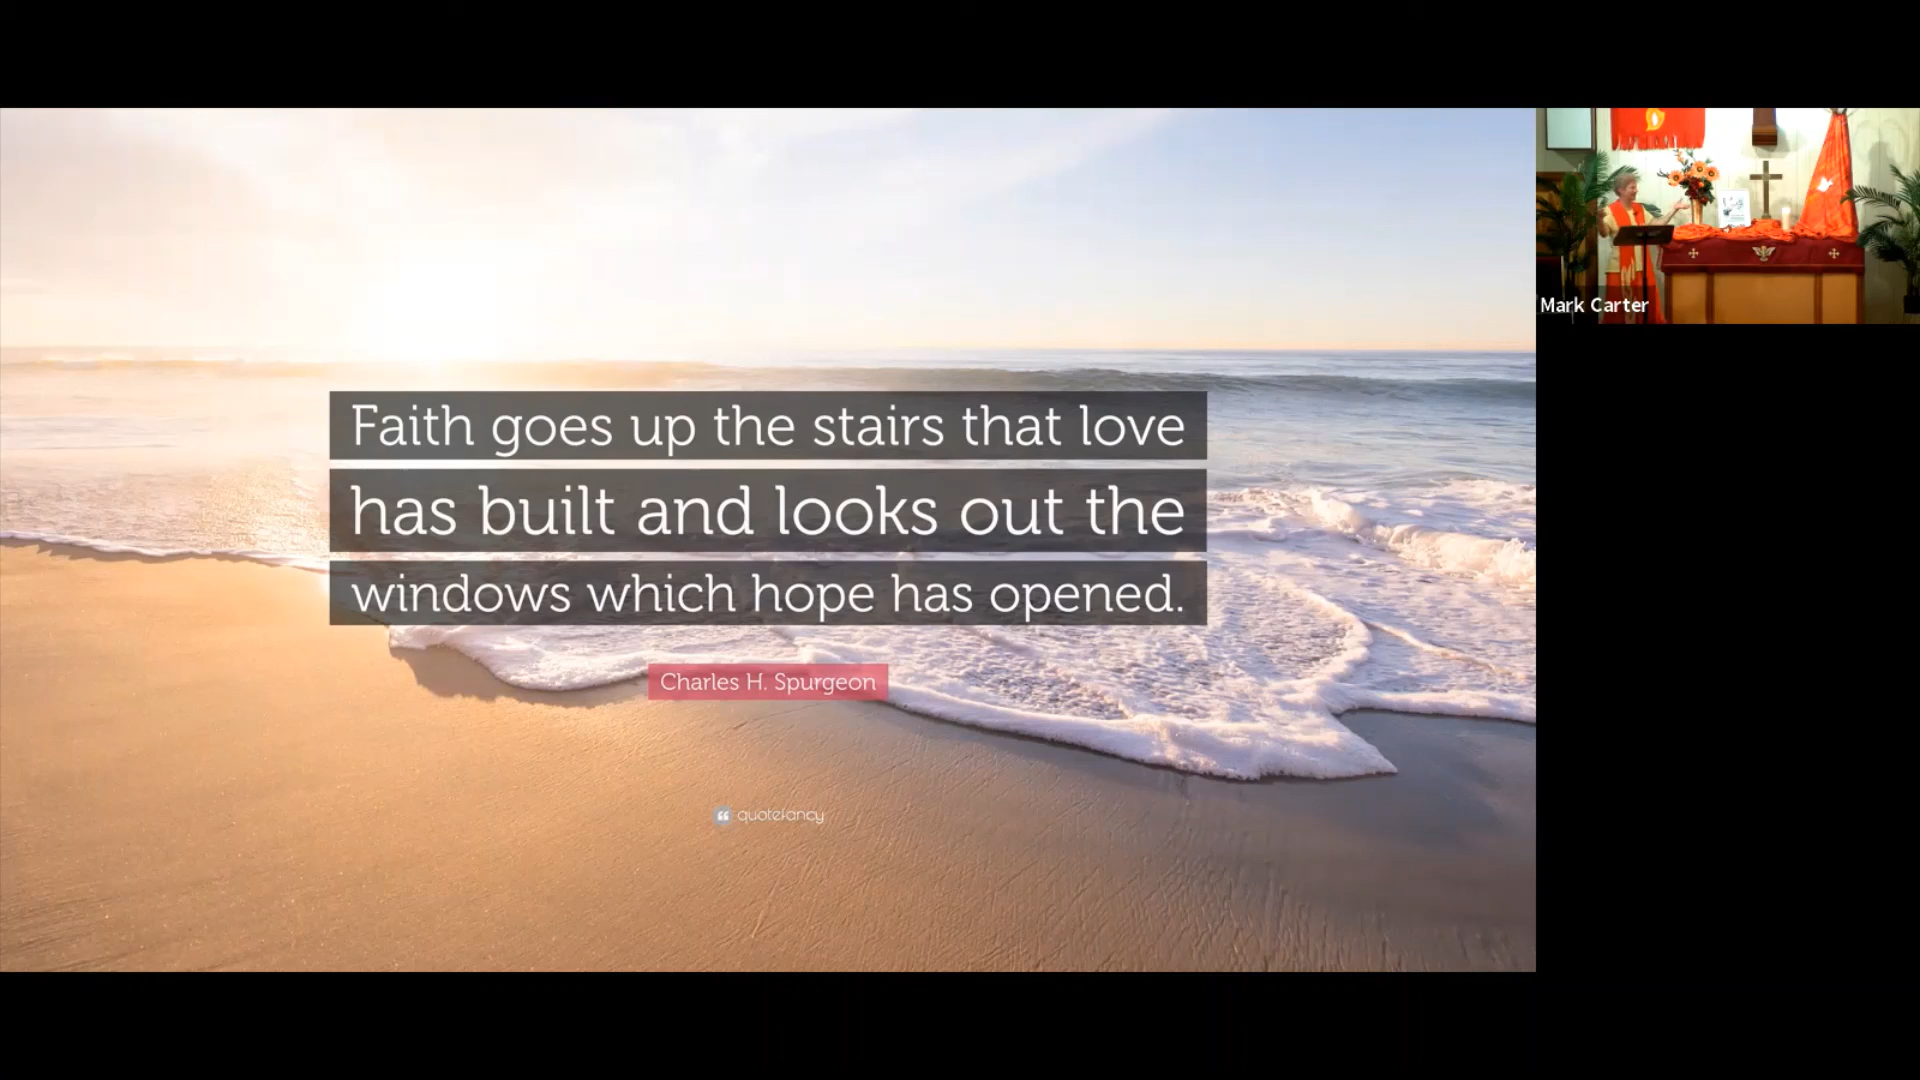 Faith goes up the stairs that love
has built and looks out the
windows which hope has opened.
Charles H. Spurgeon
quotefancy
Mark Carter